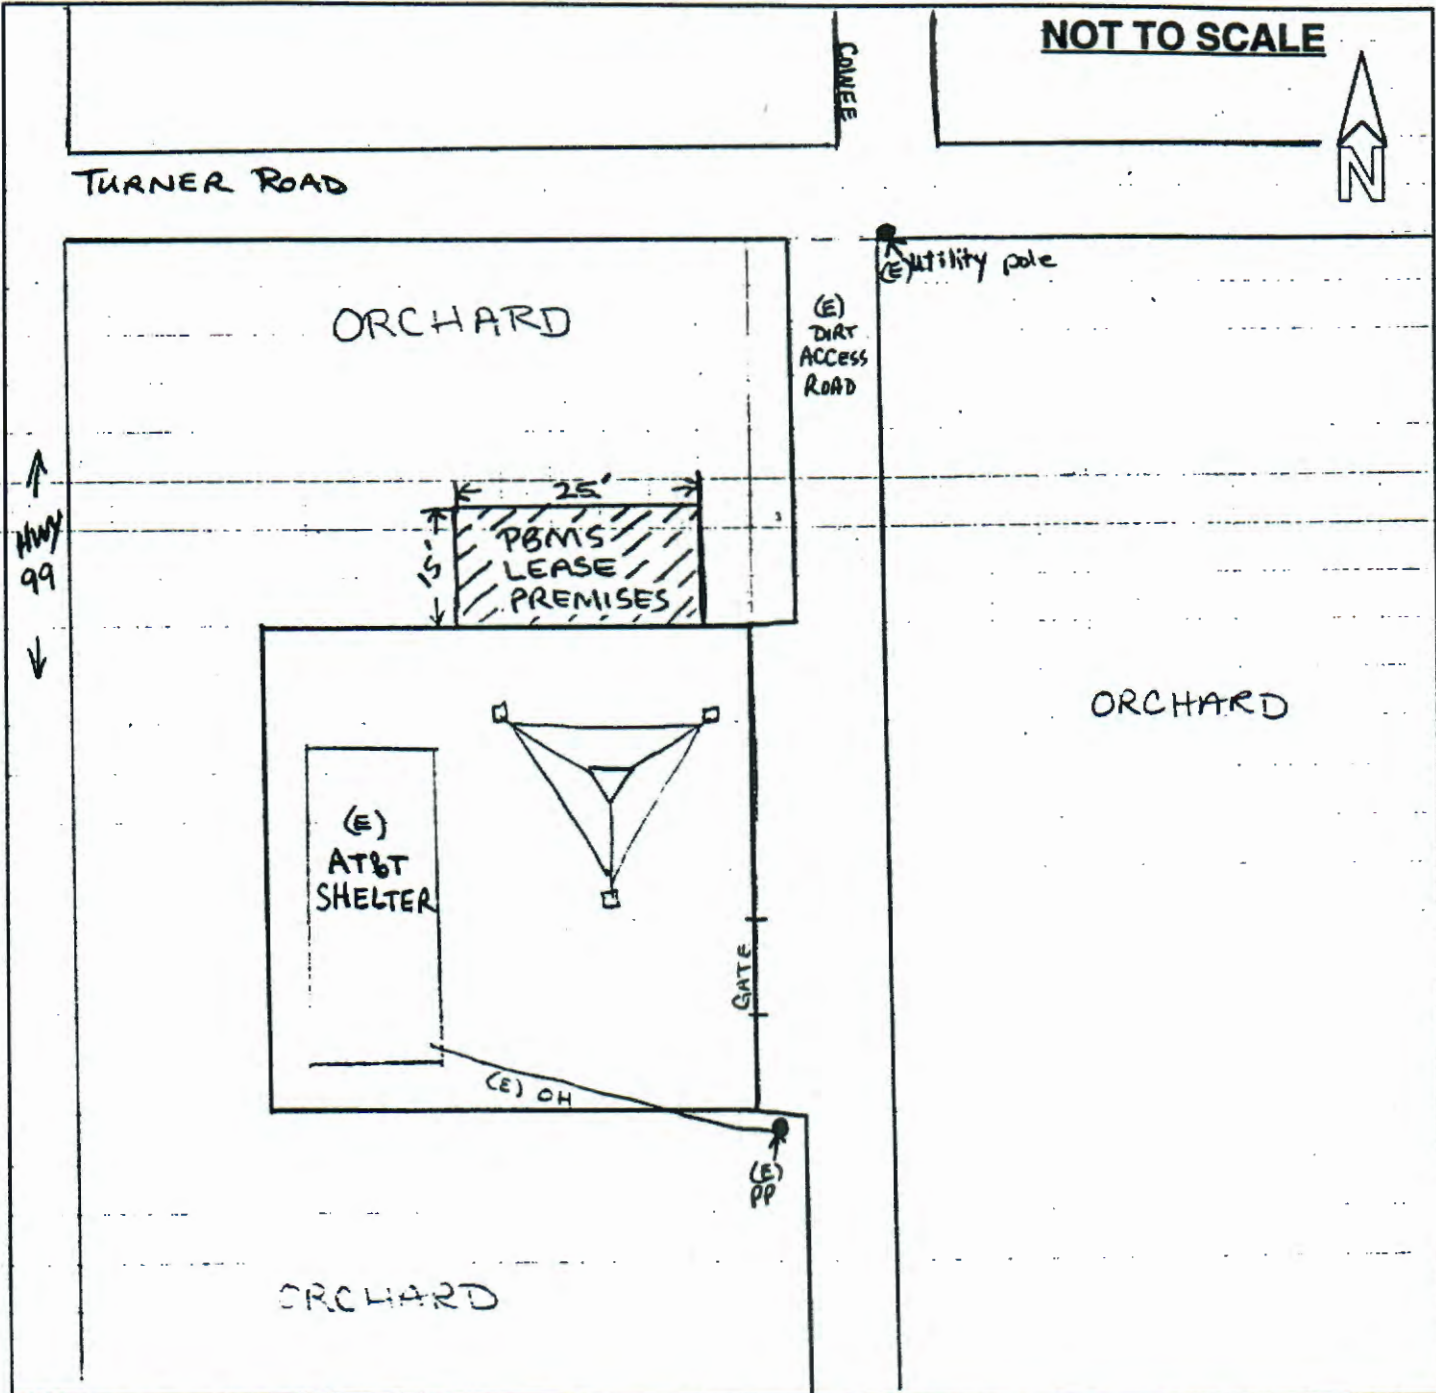 NOT TO SCALE
COWEE
N
TURNER ROAD
(E) utility pole
ORCHARD
(E)
DIRT
ACCESS
ROAD
25'
15'
PBMS
LEASE
PREMISES
HWY
99
ORCHARD
(E)
AT&T
SHELTER
GATE
(E) OH
(E)
PP
ORCHARD